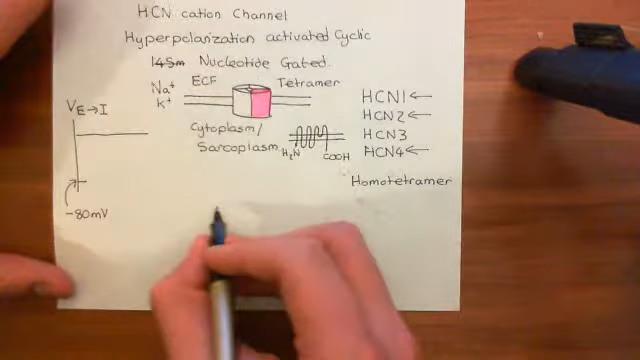 HCN cation Channel
Hyperpolarization activated Cyclic
Nucleotide Gated
Na⁺ ECF Tetramer
K⁺
HCN1←
VE→I
HCN2←
Cytoplasm/
HCN3
Sarcoplasm H₂N COOH
HCN4←
Homotetramer
-80mV